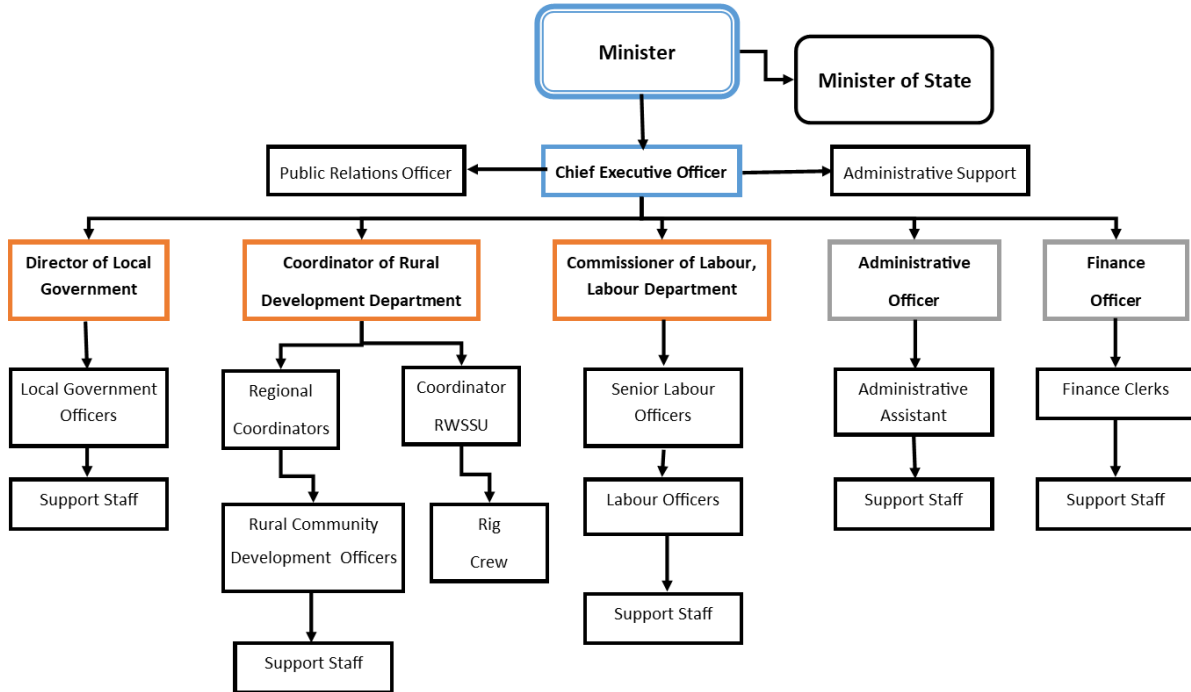 Minister
Minister of State
Public Relations Officer
Chief Executive Officer
Administrative Support
Director of Local
Government
Coordinator of Rural
Development Department
Commissioner of Labour,
Labour Department
Administrative
Officer
Finance
Officer
Local Government
Officers
Regional
Coordinators
Coordinator
RWSSU
Senior Labour
Officers
Administrative
Assistant
Finance Clerks
Support Staff
Rural Community
Development Officers
Rig
Crew
Labour Officers
Support Staff
Support Staff
Support Staff
Support Staff